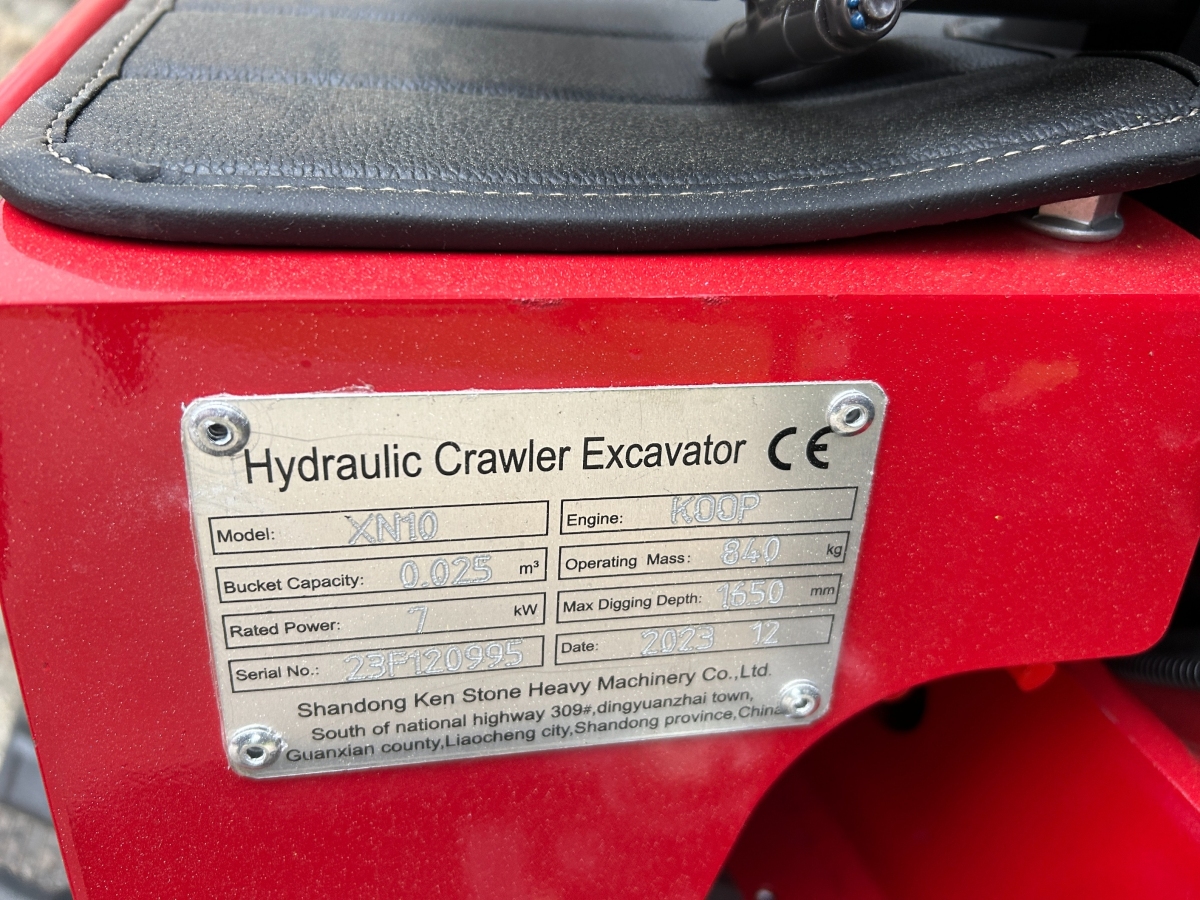 Hydraulic Crawler Excavator CE
Model: XN10
Engine: KOOP
Bucket Capacity: 0.025 m³
Operating Mass: 840 kg
Rated Power: 7 kW
Max Digging Depth: 1650 mm
Serial No.: 23F120995
Date: 2023 12
Shandong Ken Stone Heavy Machinery Co.,Ltd.
South of national highway 309#,dingyuanzhai town,
Guanxian county,Liaocheng city,Shandong province,China